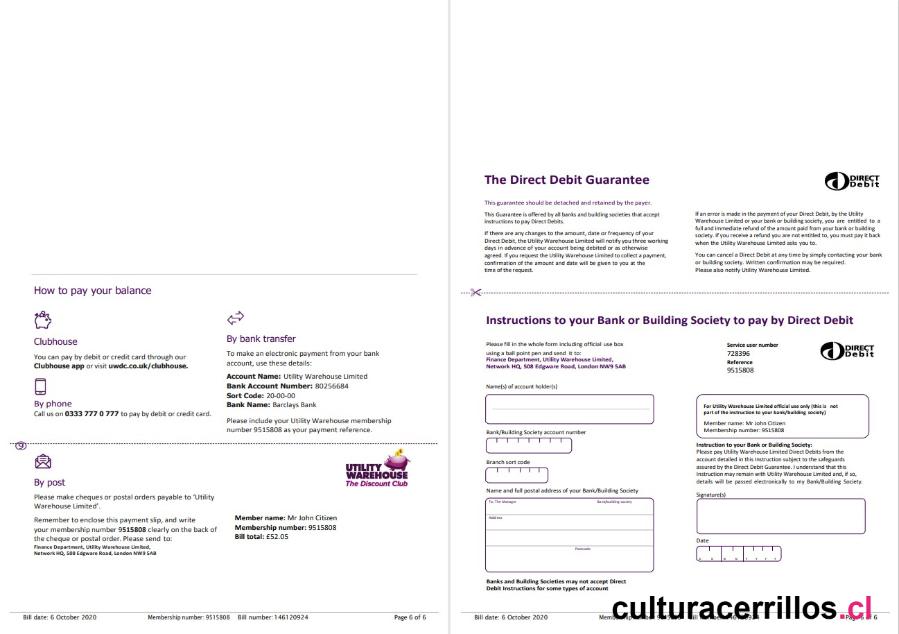 How to pay your balance
Clubhouse
You can pay by debit or credit card through our
Clubhouse app or visit uwdc.co.uk/clubhouse.
By phone
Call us on 0333 777 0 777 to pay by debit or credit card.
By bank transfer
To make an electronic payment from your bank
account, use these details:
Account Name: Utility Warehouse Limited
Bank Account Number: 80256684
Sort Code: 20-00-00
Bank Name: Barclays Bank
Please include your Utility Warehouse membership
number 9515808 as your payment reference.
By post
Please make cheques or postal orders payable to ‘Utility
Warehouse Limited’.
Remember to enclose this payment slip, and write
your membership number 9515808 clearly on the back of
the cheque or postal order. Please send to:
Finance Department, Utility Warehouse Limited,
Network HQ, 508 Edgware Road, London NW9 5AB
UTILITY
WAREHOUSE
The Discount Club
Member name: Mr John Citizen
Membership number: 9515808
Bill total: £52.05
Bill date: 6 October 2020 Membership number: 9515808 Bill number:146120924 Page 6 of 6
The Direct Debit Guarantee
DIRECT
Debit
This guarantee should be detached and retained by the payer.
This Guarantee is offered by all banks and building societies that accept
instructions to pay Direct Debits.
If there are any changes to the amount, date or frequency of your
Direct Debit, the Utility Warehouse Limited will notify you three working
days in advance of your account being debited or as otherwise
agreed. If you request the Utility Warehouse Limited to collect a payment,
confirmation of the amount and date will be given to you at the
time of the request.
If an error is made in the payment of your Direct Debit, by the Utility
Warehouse Limited or your bank or building society, you are entitled to a
full and immediate refund of the amount paid from your bank or building
society. If you receive a refund you are not entitled to, you must pay it back
when the Utility Warehouse Limited asks you to.
You can cancel a Direct Debit at any time by simply contacting your bank
or building society. Written confirmation may be required.
Please also notify Utility Warehouse Limited.
Instructions to your Bank or Building Society to pay by Direct Debit
Please fill in the whole form including official use box
using a ball point pen and send it to:
Finance Department, Utility Warehouse Limited,
Network HQ, 508 Edgware Road, London NW9 5AB
Service user number
728396
Reference
9515808
DIRECT
Debit
Name(s) of account holder(s)
Bank/Building Society account number
Branch sort code
Name and full postal address of your Bank/Building Society
To: The Manager Bank/building society
Address
Postcode
Banks and Building Societies may not accept Direct
Debit Instructions for some types of account
For Utility Warehouse Limited official use only (this is not
part of the instruction to your bank/building society)
Member name: Mr John Citizen
Membership number: 9515808
Instruction to your Bank or Building Society:
Please pay Utility Warehouse Limited Direct Debits from the
account detailed in this Instruction subject to the safeguards
assured by the Direct Debit Guarantee. I understand that this
Instruction may remain with Utility Warehouse Limited and, if so,
details will be passed electronically to my Bank/Building Society.
Signature(s)
Date
Bill date: 6 October 2020
culturacerrillos.cl